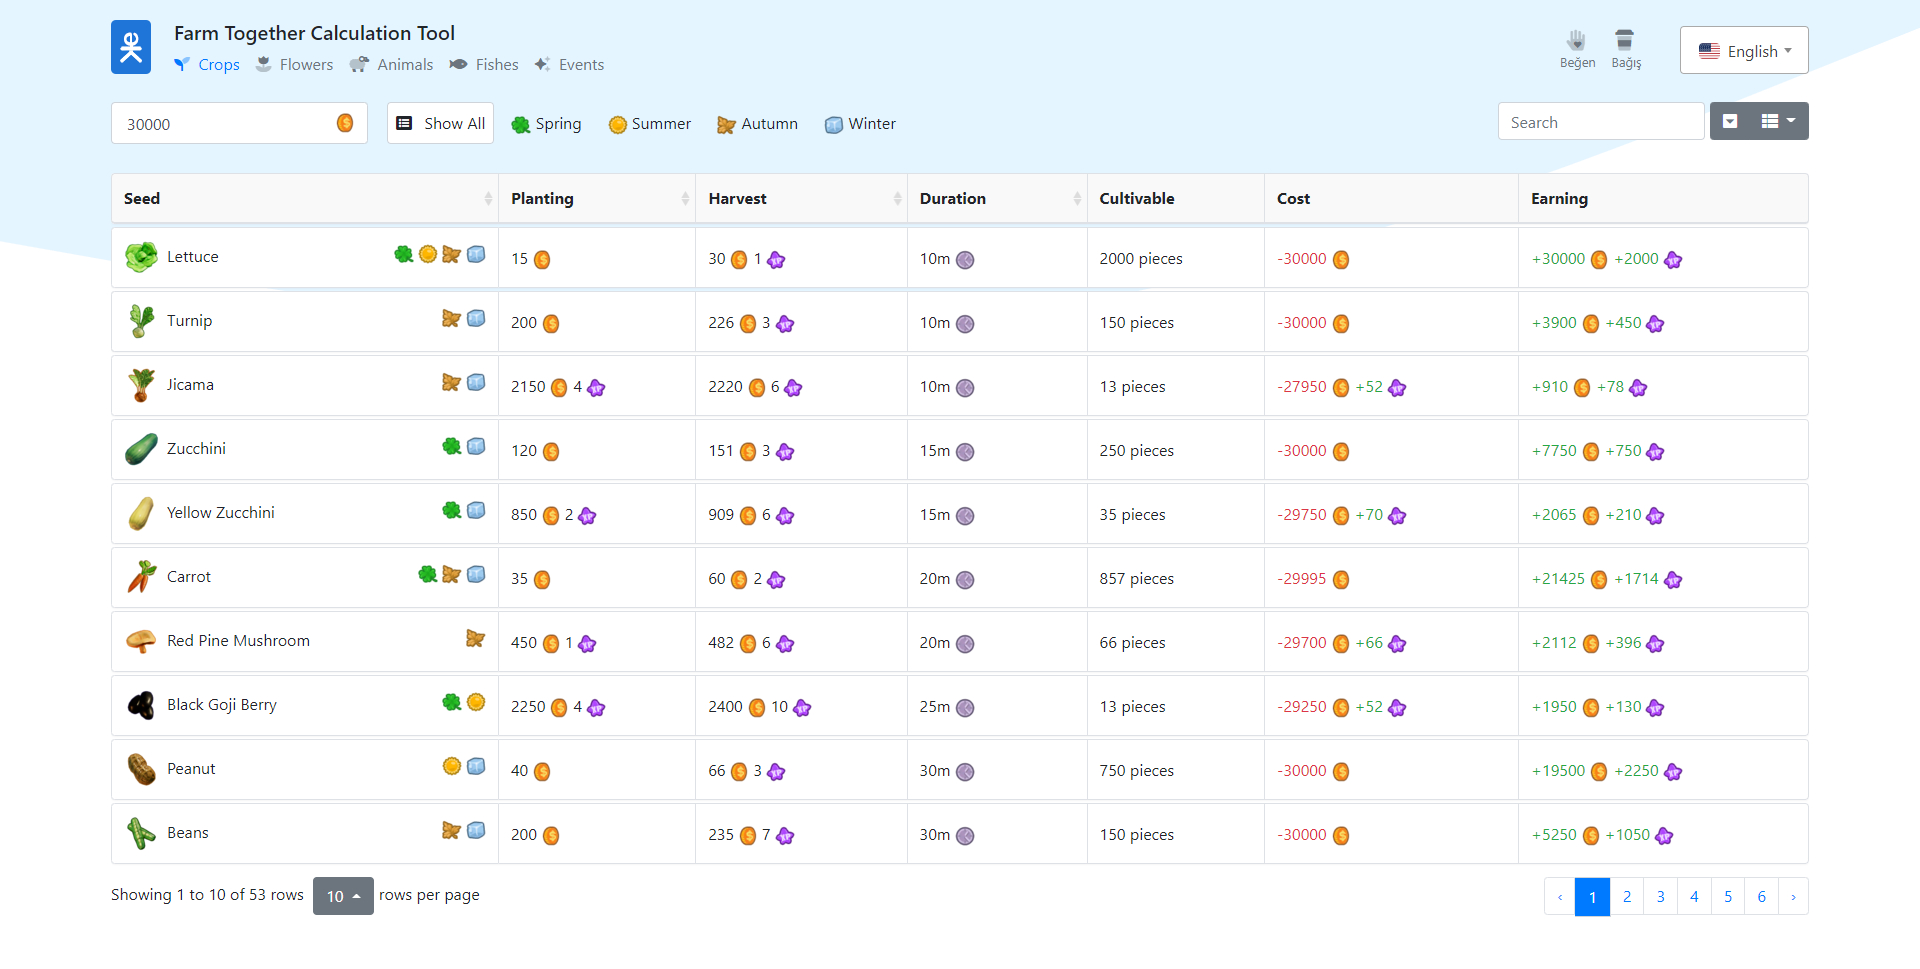 Farm Together Calculation Tool
Crops Flowers Animals Fishes Events
Beğen Bağış
English
30000 Show All Spring Summer Autumn Winter Search
Seed Planting Harvest Duration Cultivable Cost Earning
Lettuce 15 30 1 10m 2000 pieces -30000 +30000 +2000
Turnip 200 226 3 10m 150 pieces -30000 +3900 +450
Jicama 2150 4 2220 6 10m 13 pieces -27950 +52 +910 +78
Zucchini 120 151 3 15m 250 pieces -30000 +7750 +750
Yellow Zucchini 850 2 909 6 15m 35 pieces -29750 +70 +2065 +210
Carrot 35 60 2 20m 857 pieces -29995 +21425 +1714
Red Pine Mushroom 450 1 482 6 20m 66 pieces -29700 +66 +2112 +396
Black Goji Berry 2250 4 2400 10 25m 13 pieces -29250 +52 +1950 +130
Peanut 40 66 3 30m 750 pieces -30000 +19500 +2250
Beans 200 235 7 30m 150 pieces -30000 +5250 +1050
Showing 1 to 10 of 53 rows 10 rows per page ‹ 1 2 3 4 5 6 ›